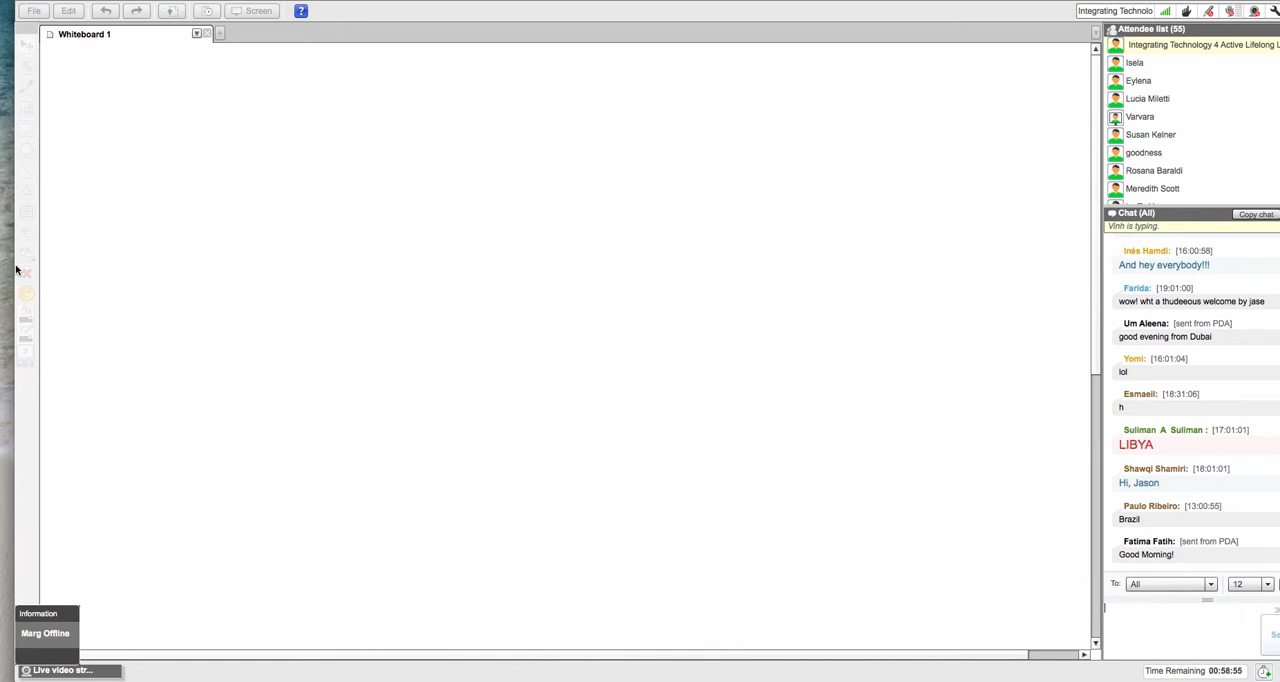 File Edit Screen ? Integrating Technolo
Whiteboard 1
Attendee list (55)
Integrating Technology 4 Active Lifelong L
Isela
Eylena
Lucia Miletti
Varvara
Susan Kelner
goodness
Rosana Baraldi
Meredith Scott
Chat (All) Copy chat
Vinh is typing.
Inés Hamdi: [16:00:58]
And hey everybody!!!
Farida: [19:01:00]
wow! wht a thudeeous welcome by jase
Um Aleena: [sent from PDA]
good evening from Dubai
Yomi: [16:01:04]
lol
Esmaeil: [18:31:06]
h
Suliman A Suliman : [17:01:01]
LIBYA
Shawqi Shamiri: [18:01:01]
Hi, Jason
Paulo Ribeiro: [13:00:55]
Brazil
Fatima Fatih: [sent from PDA]
Good Morning!
To: All 12
Information
Marg Offline
Live video str...
Time Remaining 00:58:55